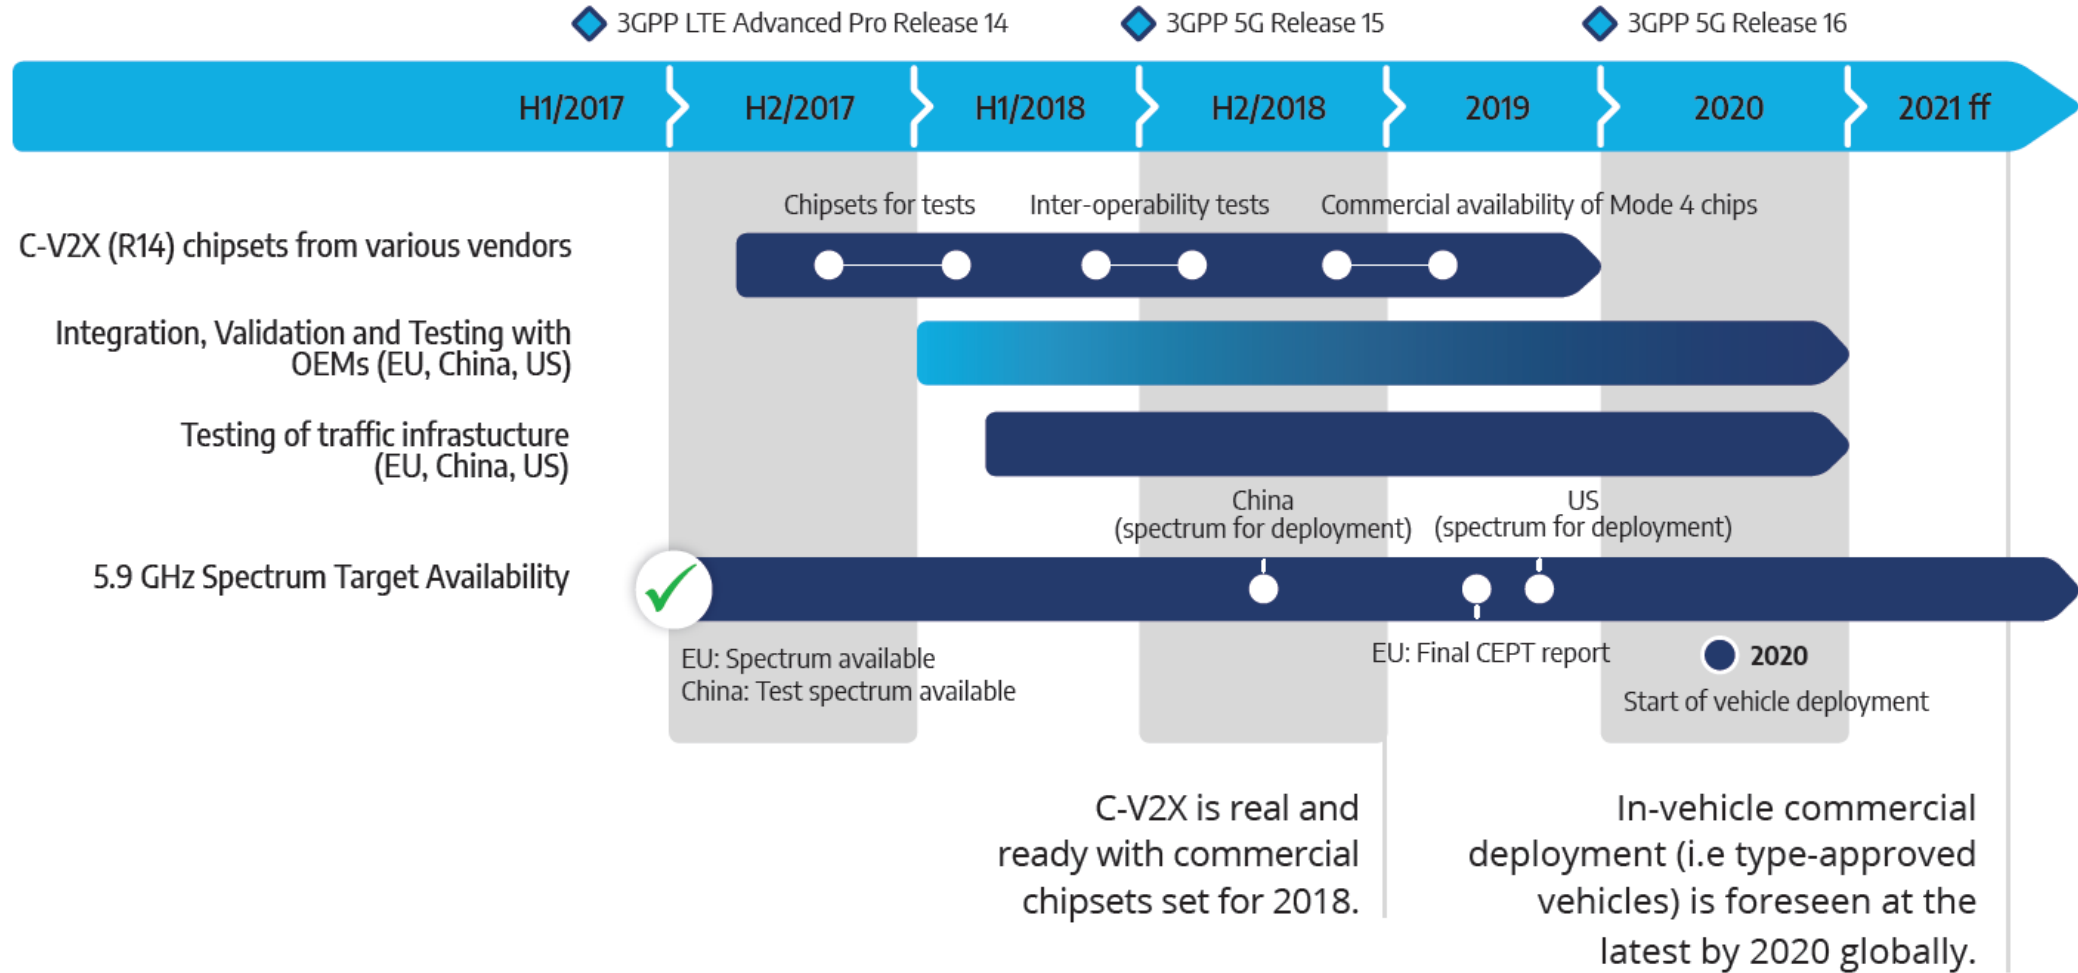 3GPP LTE Advanced Pro Release 14
3GPP 5G Release 15
3GPP 5G Release 16
H1/2017
H2/2017
H1/2018
H2/2018
2019
2020
2021 ff
Chipsets for tests
Inter-operability tests
Commercial availability of Mode 4 chips
C-V2X (R14) chipsets from various vendors
Integration, Validation and Testing with
OEMs (EU, China, US)
Testing of traffic infrastucture
(EU, China, US)
China
(spectrum for deployment)
US
(spectrum for deployment)
5.9 GHz Spectrum Target Availability
EU: Spectrum available
China: Test spectrum available
EU: Final CEPT report
2020
Start of vehicle deployment
C-V2X is real and
ready with commercial
chipsets set for 2018.
In-vehicle commercial
deployment (i.e type-approved
vehicles) is foreseen at the
latest by 2020 globally.